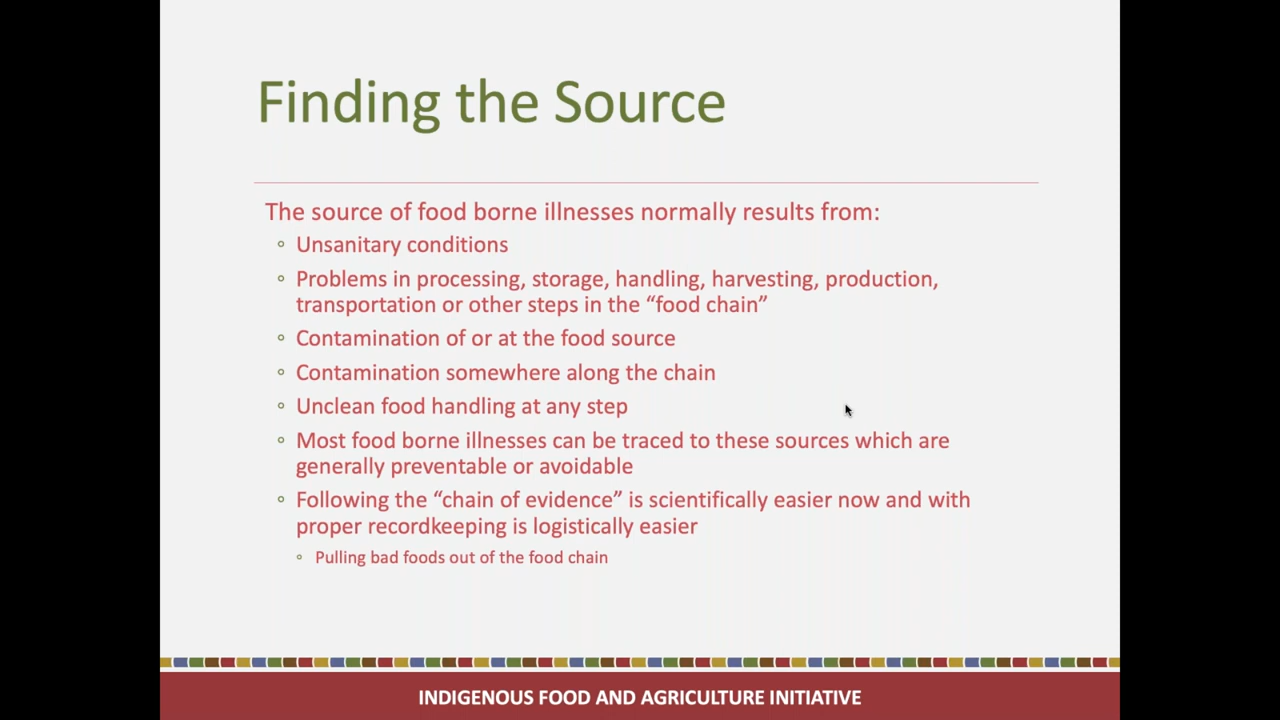 Finding the Source
The source of food borne illnesses normally results from:
Unsanitary conditions
Problems in processing, storage, handling, harvesting, production,
transportation or other steps in the “food chain”
Contamination of or at the food source
Contamination somewhere along the chain
Unclean food handling at any step
Most food borne illnesses can be traced to these sources which are
generally preventable or avoidable
Following the “chain of evidence” is scientifically easier now and with
proper recordkeeping is logistically easier
Pulling bad foods out of the food chain
INDIGENOUS FOOD AND AGRICULTURE INITIATIVE